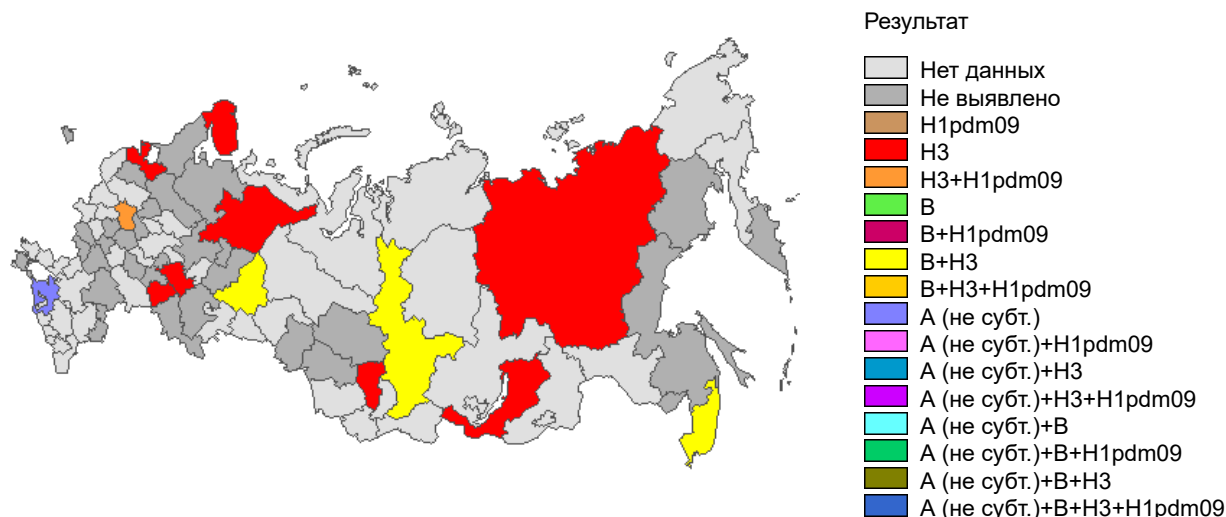 Результат
Нет данных
Не выявлено
H1pdm09
H3
H3+H1pdm09
B
B+H1pdm09
B+H3
B+H3+H1pdm09
А (не субт.)
А (не субт.)+H1pdm09
А (не субт.)+H3
А (не субт.)+H3+H1pdm09
А (не субт.)+B
А (не субт.)+B+H1pdm09
А (не субт.)+B+H3
А (не субт.)+B+H3+H1pdm09